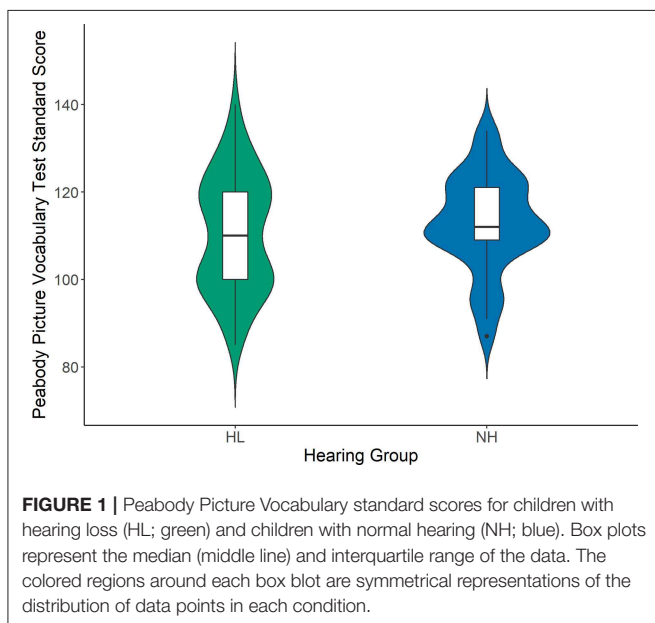 Peabody Picture Vocabulary Test Standard Score
140
120
100
80
HL
NH
Hearing Group
FIGURE 1 | Peabody Picture Vocabulary standard scores for children with
hearing loss (HL; green) and children with normal hearing (NH; blue). Box plots
represent the median (middle line) and interquartile range of the data. The
colored regions around each box blot are symmetrical representations of the
distribution of data points in each condition.